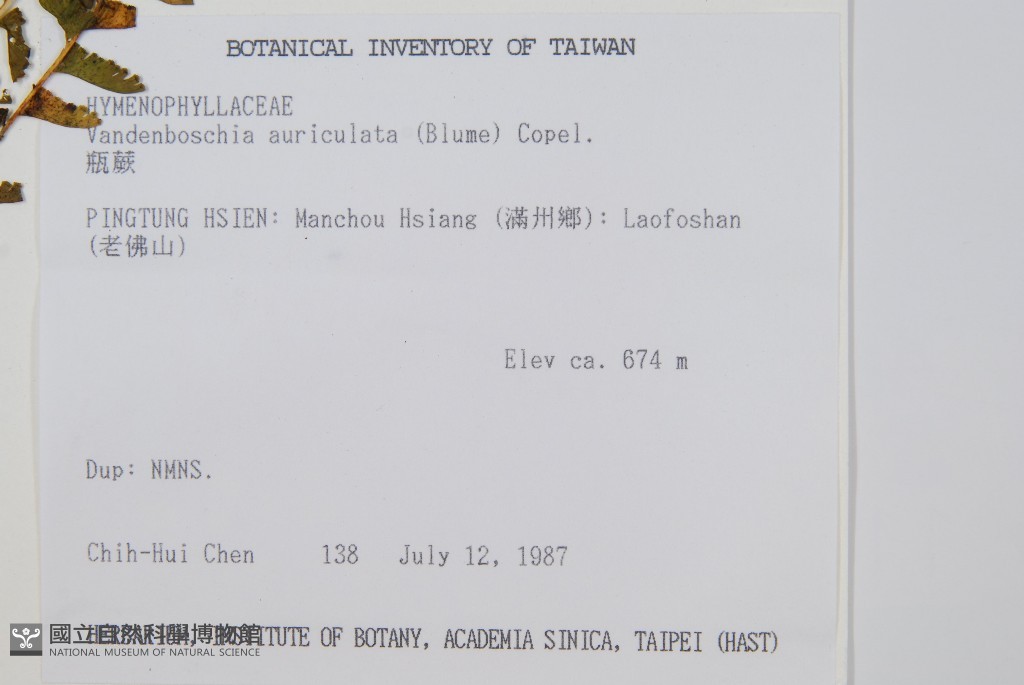 BOTANICAL INVENTORY OF TAIWAN
HYMENOPHYLLACEAE
Vandenboschia auriculata (Blume) Copel.
瓶蕨
PINGTUNG HSIEN: Manchou Hsiang (滿州鄉): Laofoshan
(老佛山)
Elev ca. 674 m
Dup: NMNS.
Chih-Hui Chen 138 July 12, 1987
HERBARIUM, INSTITUTE OF BOTANY, ACADEMIA SINICA, TAIPEI (HAST)
國立自然科學博物館
NATIONAL MUSEUM OF NATURAL SCIENCE